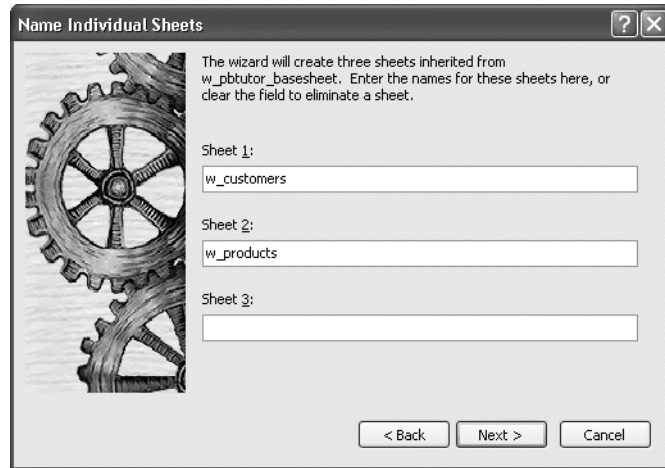 Name Individual Sheets
The wizard will create three sheets inherited from
w_pbtutor_basesheet. Enter the names for these sheets here, or
clear the field to eliminate a sheet.
Sheet 1:
w_customers
Sheet 2:
w_products
Sheet 3:
< Back
Next >
Cancel